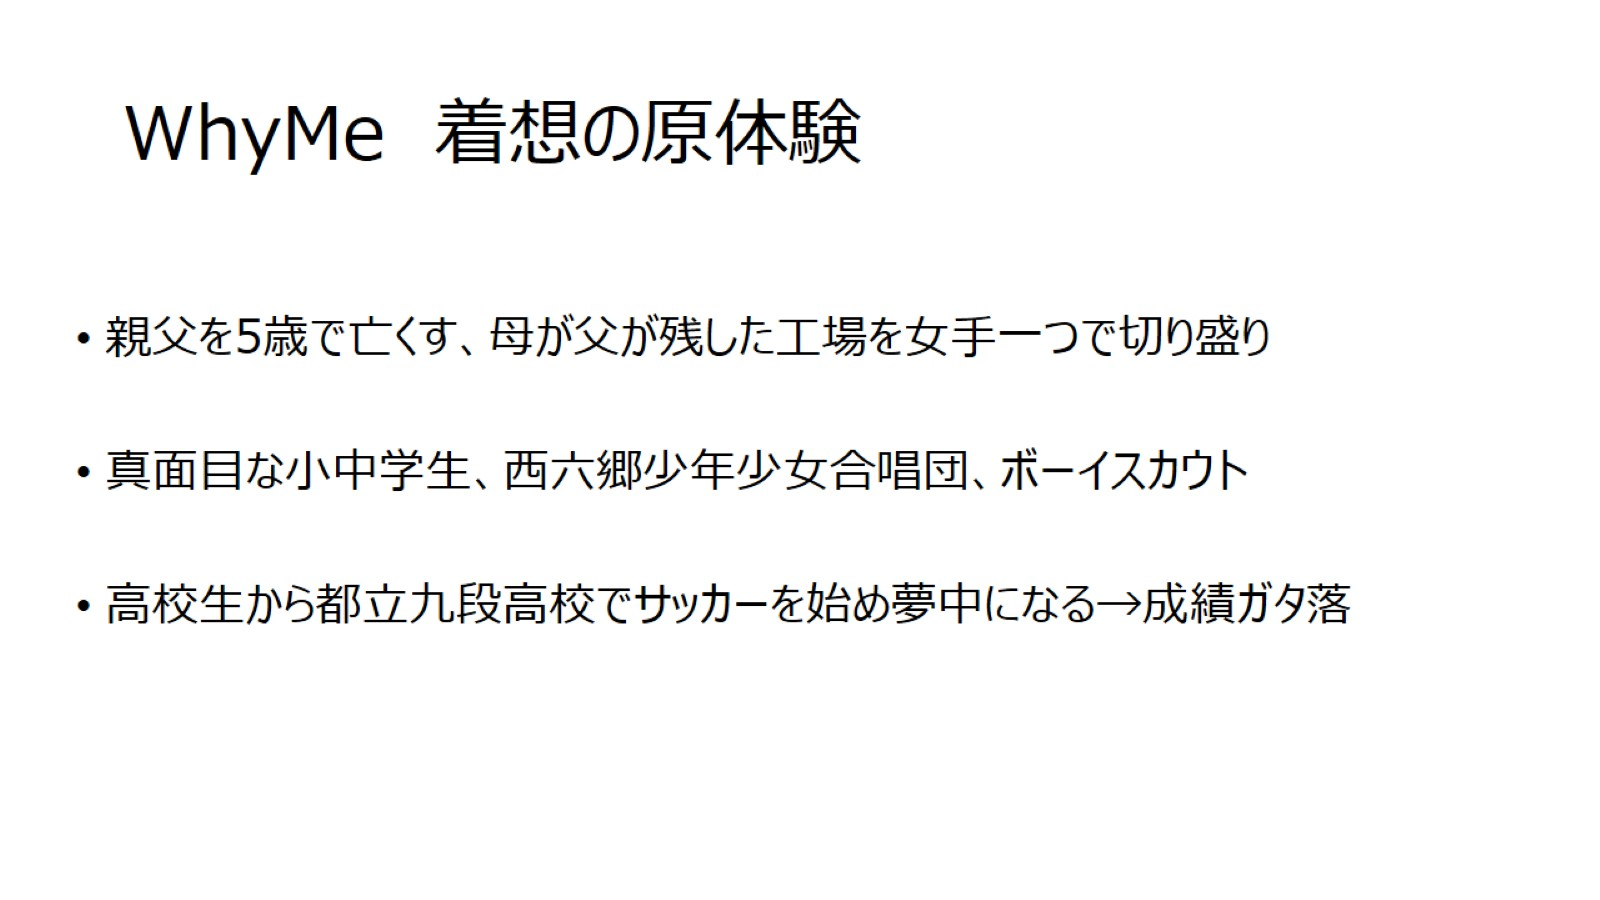 WhyMe　着想の原体験
• 親父を5歳で亡くす、母が父が残した工場を女手一つで切り盛り
• 真面目な小中学生、西六郷少年少女合唱団、ボーイスカウト
• 高校生から都立九段高校でサッカーを始め夢中になる→成績ガタ落